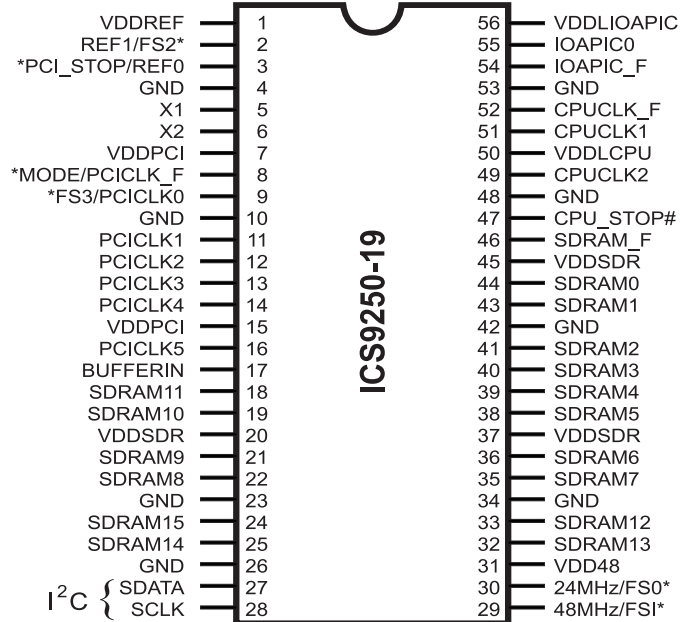 VDDREF 1 56 VDDLIOAPIC
REF1/FS2* 2 55 IOAPIC0
*PCI_STOP/REF0 3 54 IOAPIC_F
GND 4 53 GND
X1 5 52 CPUCLK_F
X2 6 51 CPUCLK1
VDDPCI 7 50 VDDLCPU
*MODE/PCICLK_F 8 49 CPUCLK2
*FS3/PCICLK0 9 48 GND
GND 10 47 CPU_STOP#
PCICLK1 11 46 SDRAM_F
PCICLK2 12 45 VDDSDR
PCICLK3 13 44 SDRAM0
PCICLK4 14 43 SDRAM1
VDDPCI 15 42 GND
PCICLK5 16 41 SDRAM2
BUFFERIN 17 40 SDRAM3
SDRAM11 18 39 SDRAM4
SDRAM10 19 38 SDRAM5
VDDSDR 20 37 VDDSDR
SDRAM9 21 36 SDRAM6
SDRAM8 22 35 SDRAM7
GND 23 34 GND
SDRAM15 24 33 SDRAM12
SDRAM14 25 32 SDRAM13
GND 26 31 VDD48
SDATA 27 30 24MHz/FS0*
SCLK 28 29 48MHz/FSI*
I²C {
ICS9250-19